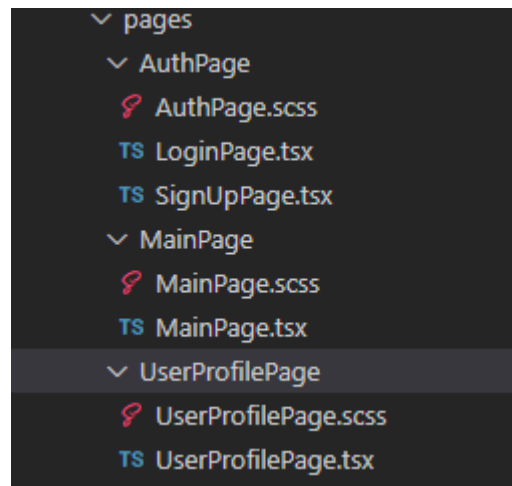 pages
AuthPage
AuthPage.scss
TS LoginPage.tsx
TS SignUpPage.tsx
MainPage
MainPage.scss
TS MainPage.tsx
UserProfilePage
UserProfilePage.scss
TS UserProfilePage.tsx